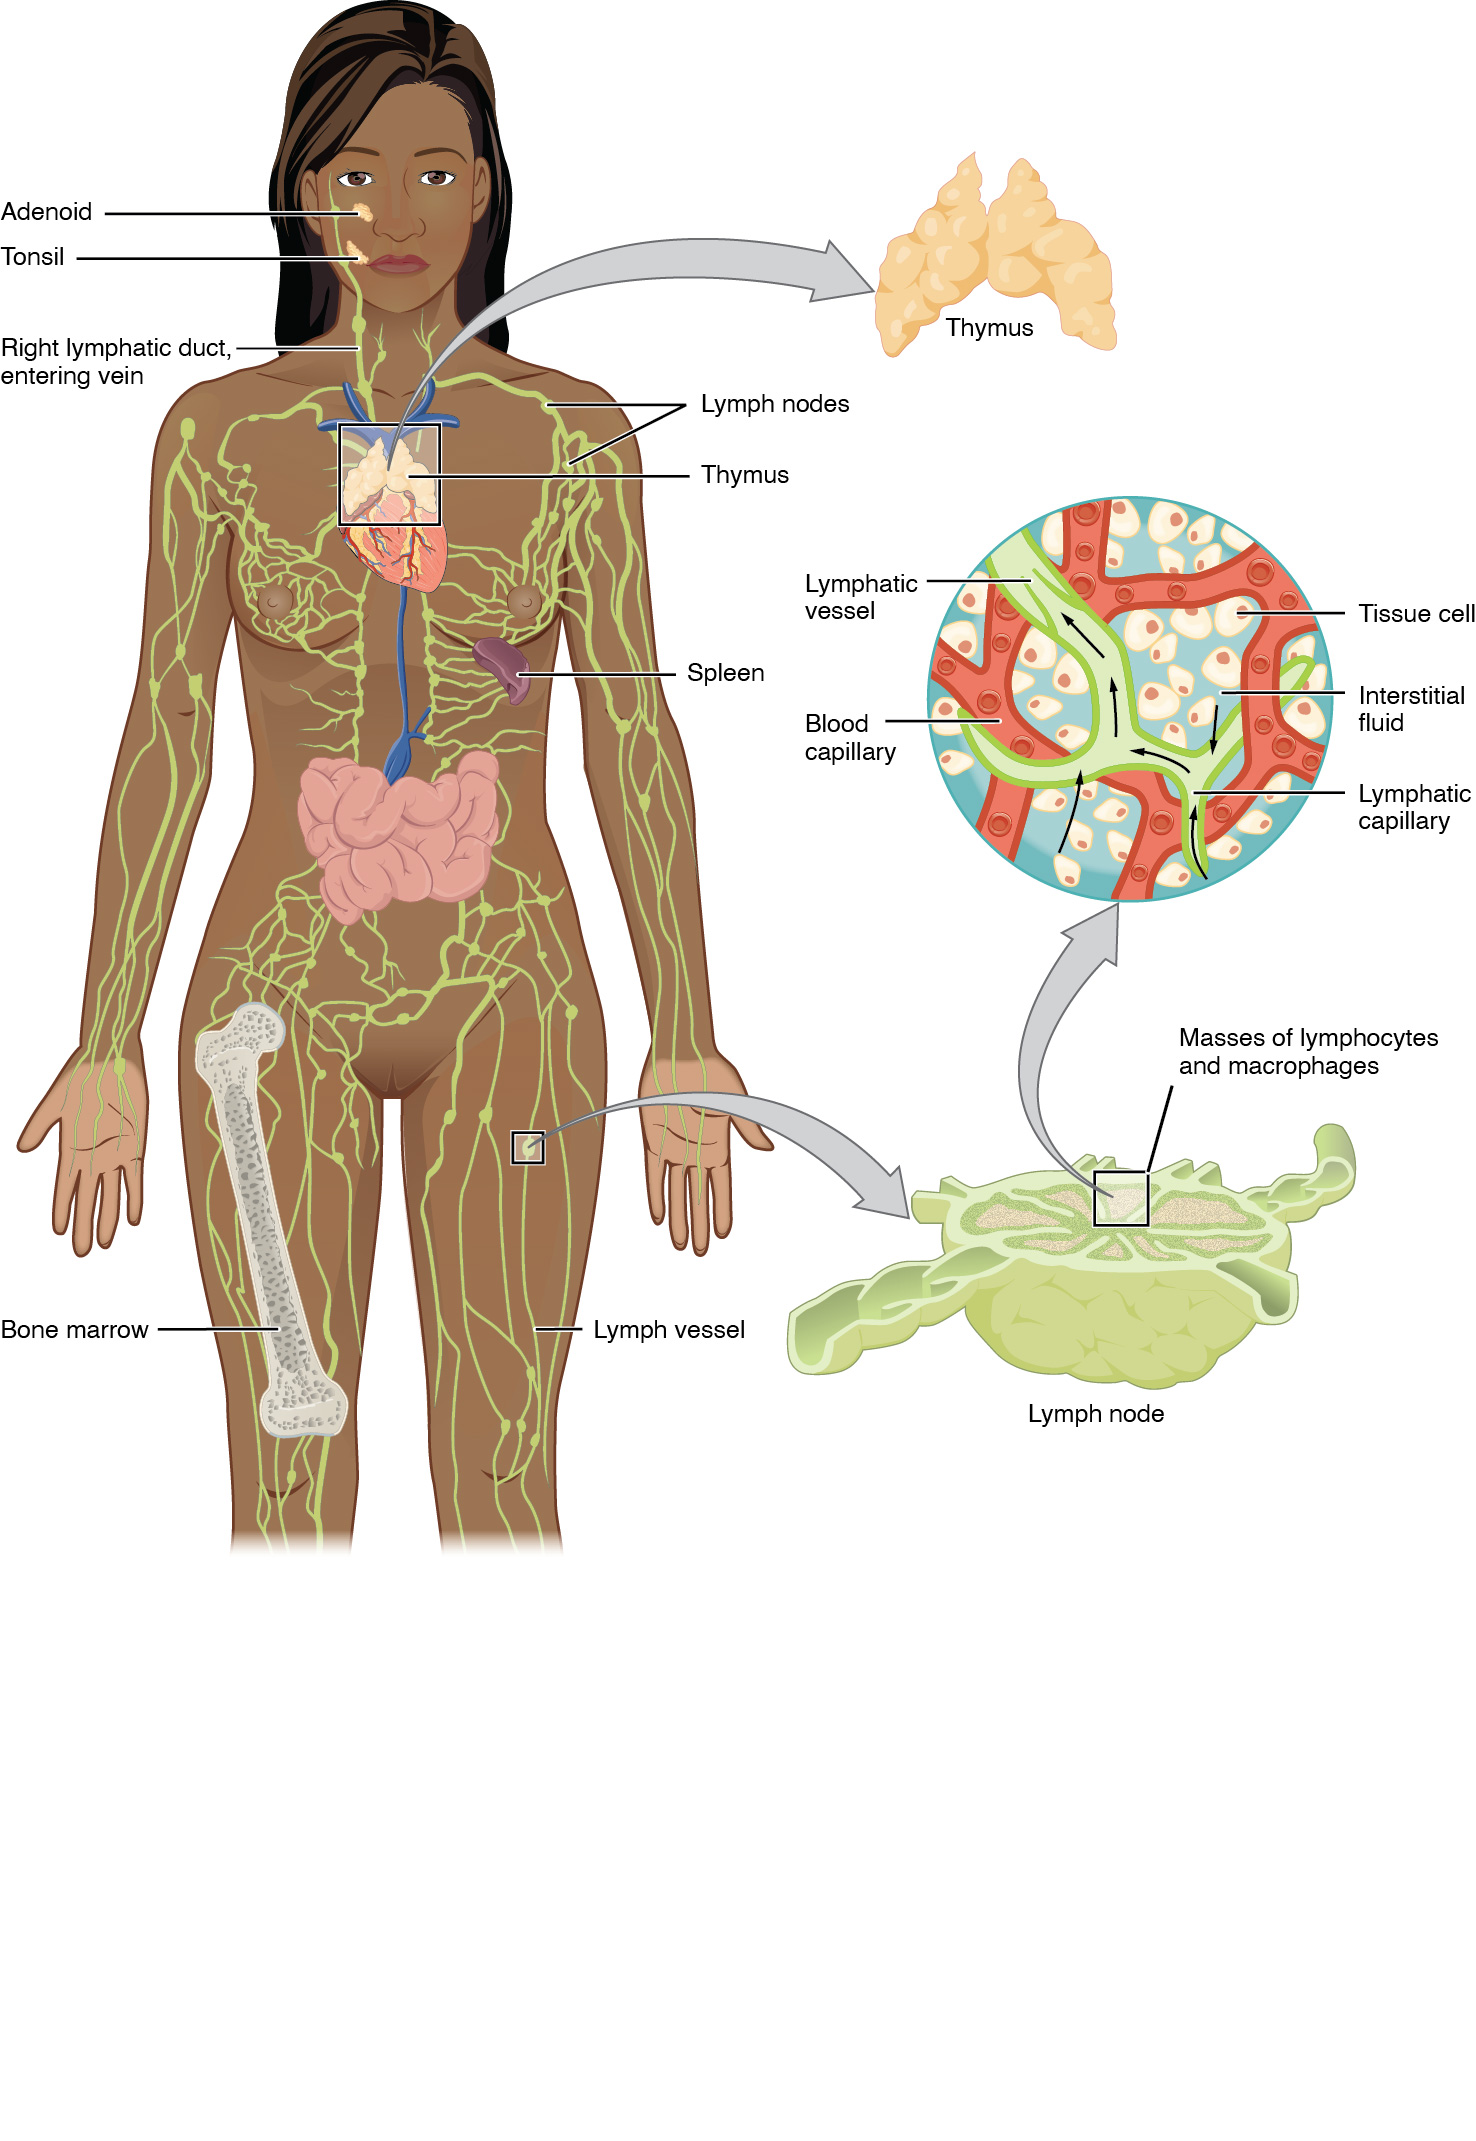 Adenoid
Tonsil
Right lymphatic duct,
entering vein
Thymus
Lymph nodes
Thymus
Spleen
Lymphatic
vessel
Blood
capillary
Tissue cell
Interstitial
fluid
Lymphatic
capillary
Masses of lymphocytes
and macrophages
Bone marrow
Lymph vessel
Lymph node